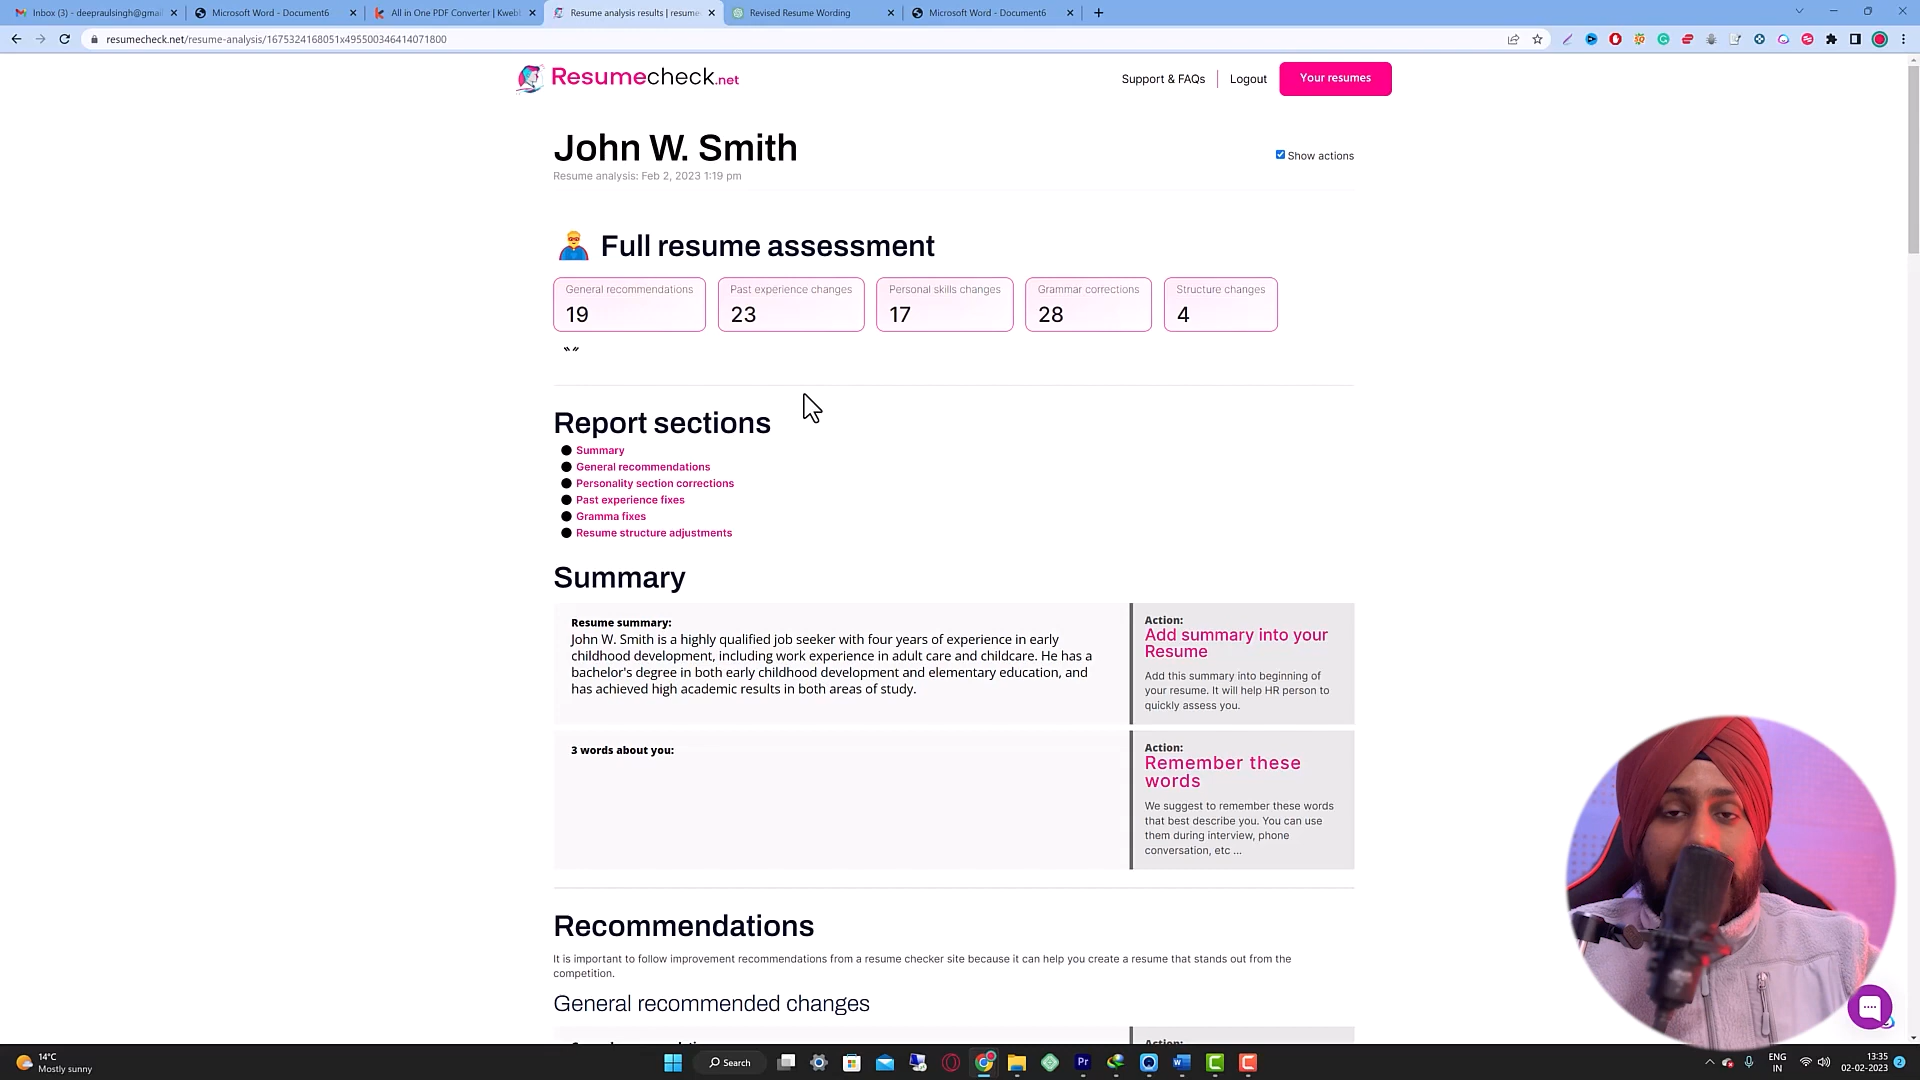 Inbox (3) - deepraulsingh@gmai
Microsoft Word - Document6
All in One PDF Converter | Kweb
Resume analysis results | resume
Revised Resume Wording
Microsoft Word - Document6
resumecheck.net/resume-analysis/1675324168051x495500346414071800
Resumecheck.net
Support & FAQs
Logout
Your resumes
John W. Smith
Show actions
Resume analysis: Feb 2, 2023 1:19 pm
Full resume assessment
General recommendations
19
Past experience changes
23
Personal skills changes
17
Grammar corrections
28
Structure changes
4
Report sections
Summary
General recommendations
Personality section corrections
Past experience fixes
Gramma fixes
Resume structure adjustments
Summary
Resume summary:
John W. Smith is a highly qualified job seeker with four years of experience in early
childhood development, including work experience in adult care and childcare. He has a
bachelor's degree in both early childhood development and elementary education, and
has achieved high academic results in both areas of study.
Action:
Add summary into your
Resume
Add this summary into beginning of
your resume. It will help HR person to
quickly assess you.
3 words about you:
Action:
Remember these
words
We suggest to remember these words
that best describe you. You can use
them during interview, phone
conversation, etc ...
Recommendations
It is important to follow improvement recommendations from a resume checker site because it can help you create a resume that stands out from the
competition.
General recommended changes
14°C
Mostly sunny
Search
Pr
ENG
IN
13:35
02-02-2023
2